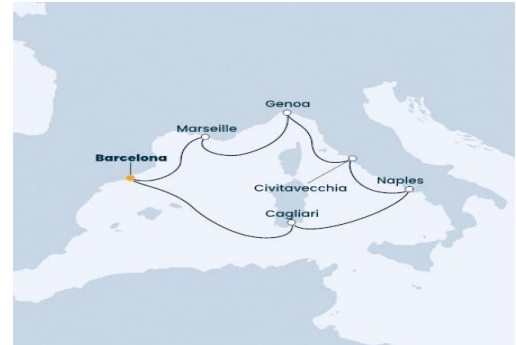 Genoa
Marseille
Barcelona
Civitavecchia
Naples
Cagliari